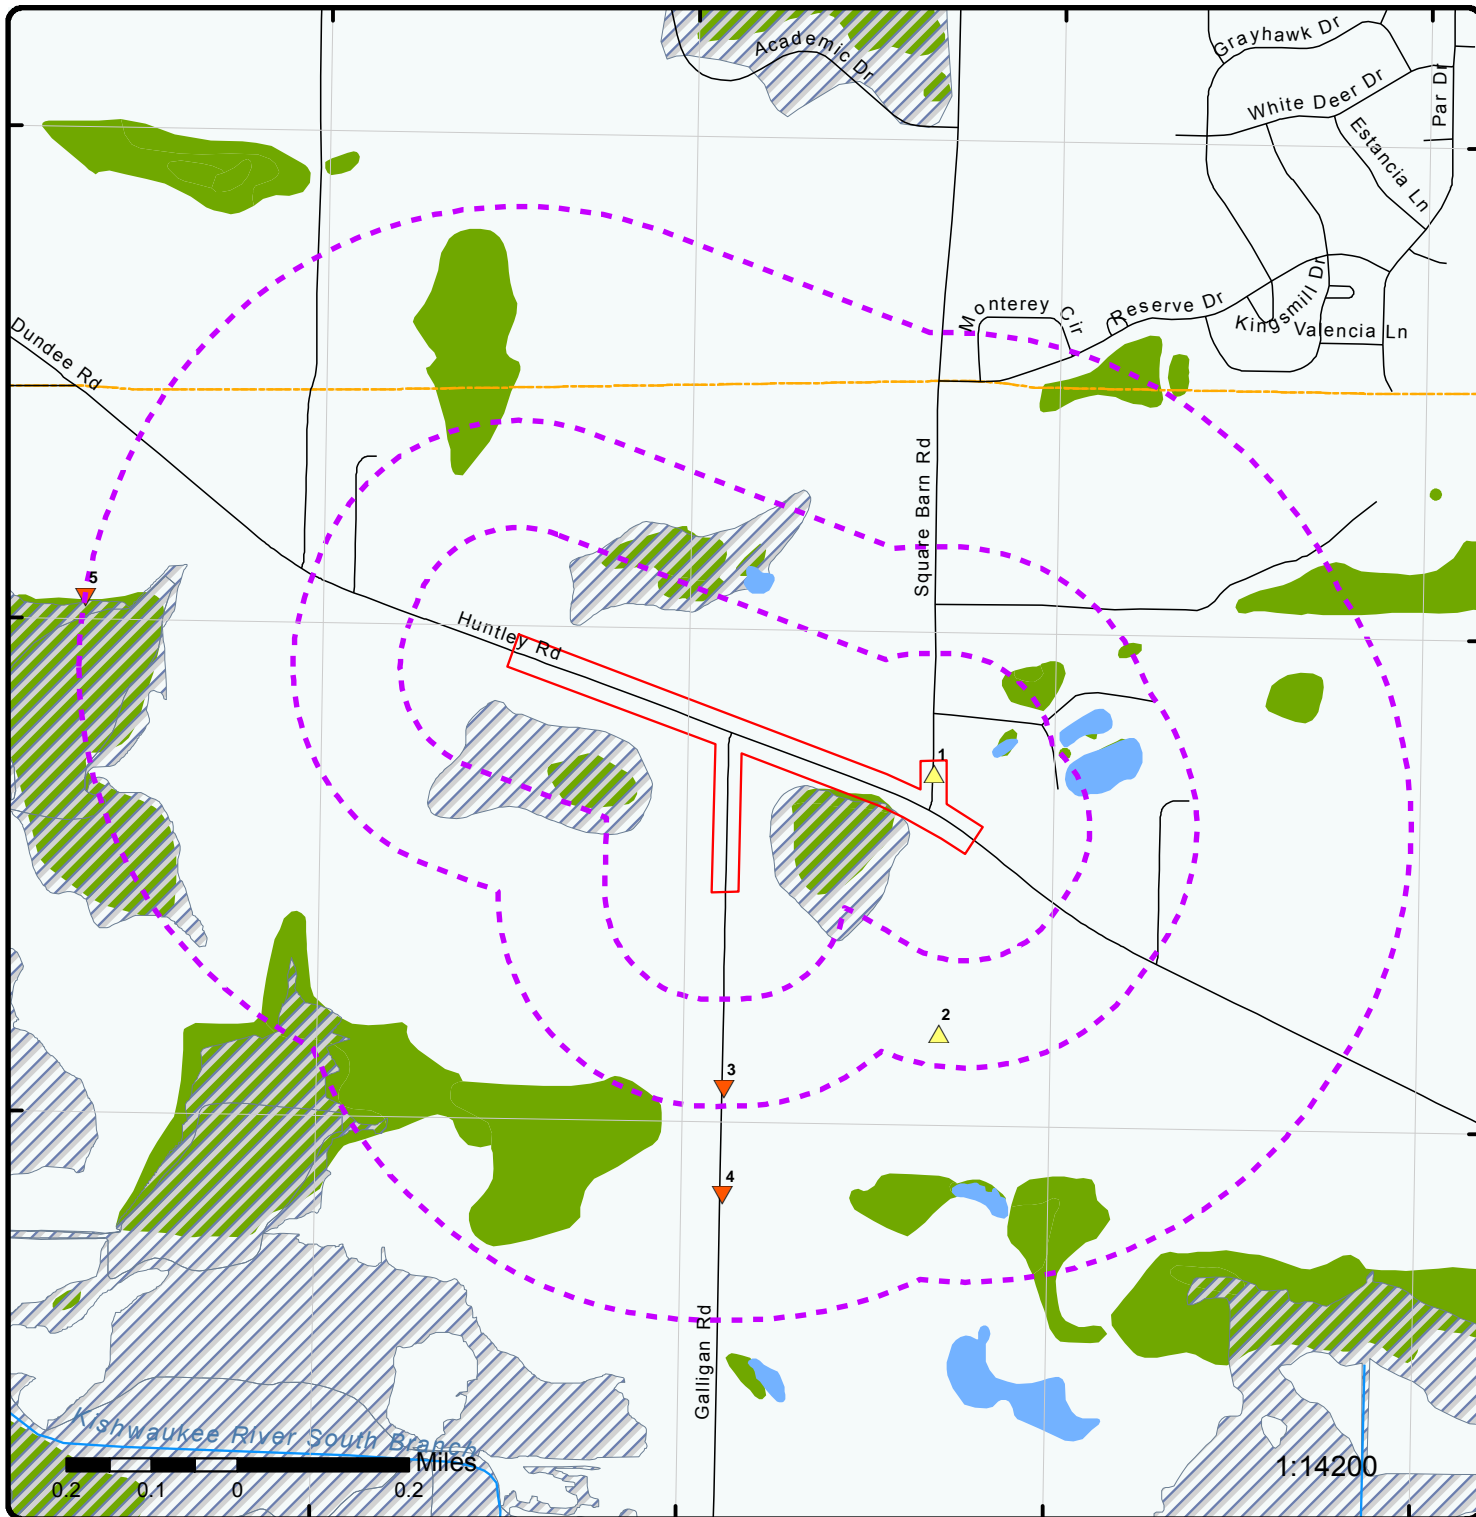 Grayhawk Dr
Academic Dr
White Deer Dr
Par Dr
Estancia Ln
Monterey Cir
Reserve Dr
Kingsmill Dr
Valencia Ln
Dundee Rd
Square Barn Rd
5
Huntley Rd
1
2
3
4
Galligan Rd
Kishwaukee River South Branch
Miles
1:14200
0.2 0.1 0 0.2